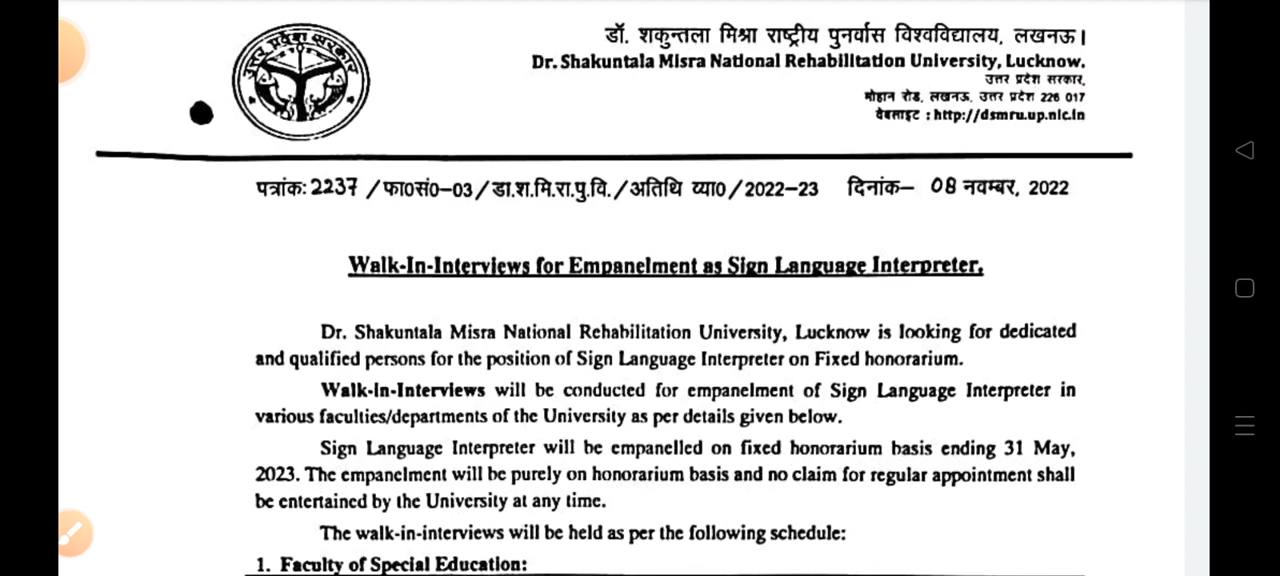 उत्तर प्रदेश सरकार
डॉ. शकुन्तला मिश्रा राष्ट्रीय पुनर्वास विश्वविद्यालय, लखनऊ।
Dr. Shakuntala Misra National Rehabilitation University, Lucknow.
उत्तर प्रदेश सरकार,
मोहान रोड, लखनऊ, उत्तर प्रदेश 226 017
वेबसाइट : http://dsmru.up.nic.in
पत्रांक: 2237 /फा0सं0-03/डा.श.मि.रा.पु.वि./अतिथि व्या0/2022-23 दिनांक- 08 नवम्बर, 2022
Walk-In-Interviews for Empanelment as Sign Language Interpreter.
Dr. Shakuntala Misra National Rehabilitation University, Lucknow is looking for dedicated
and qualified persons for the position of Sign Language Interpreter on Fixed honorarium.
Walk-In-Interviews will be conducted for empanelment of Sign Language Interpreter in
various faculties/departments of the University as per details given below.
Sign Language Interpreter will be empanelled on fixed honorarium basis ending 31 May,
2023. The empanelment will be purely on honorarium basis and no claim for regular appointment shall
be entertained by the University at any time.
The walk-in-interviews will be held as per the following schedule:
1. Faculty of Special Education: